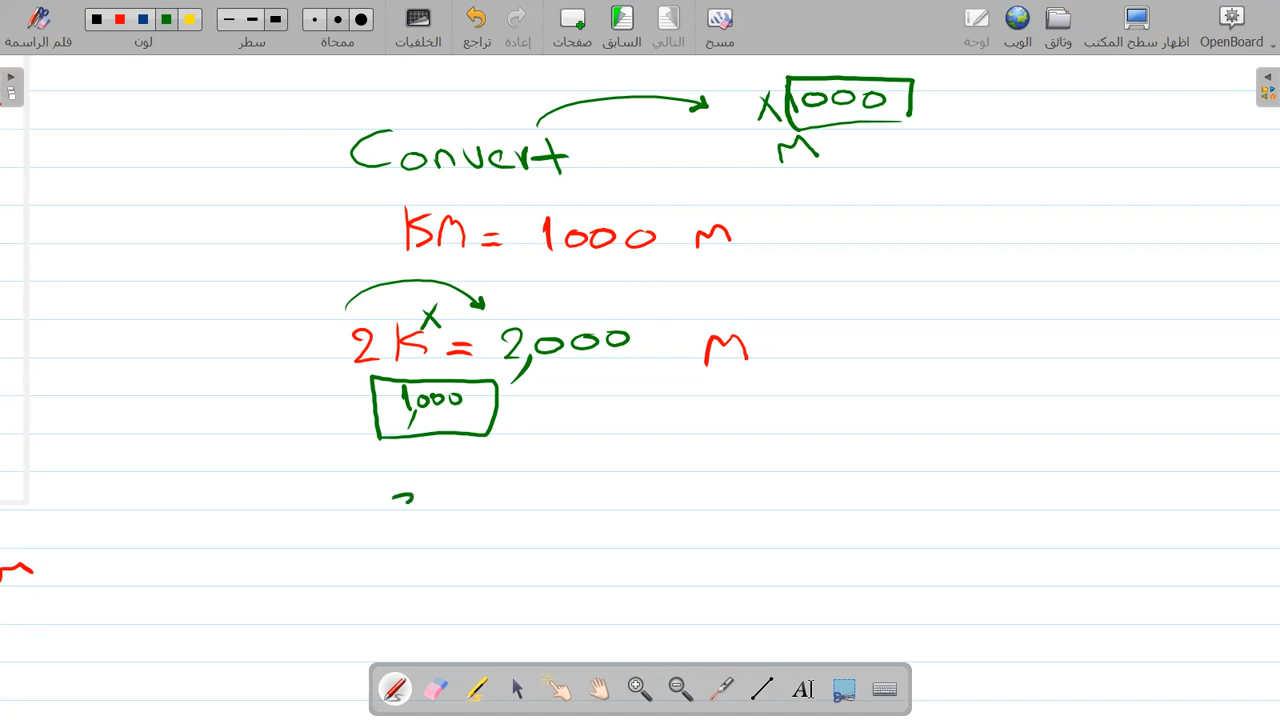 قلم الراسمة
لون
سطر
ممحاة
الخلفيات
تراجع
إعادة
صفحات
السابق
التالي
مسح
لوحة
الويب
وثائق
اظهار سطح المكتب
OpenBoard
x 1000
M
Convert
KM = 1000 M
x
2 K = 2,000 M
1,000